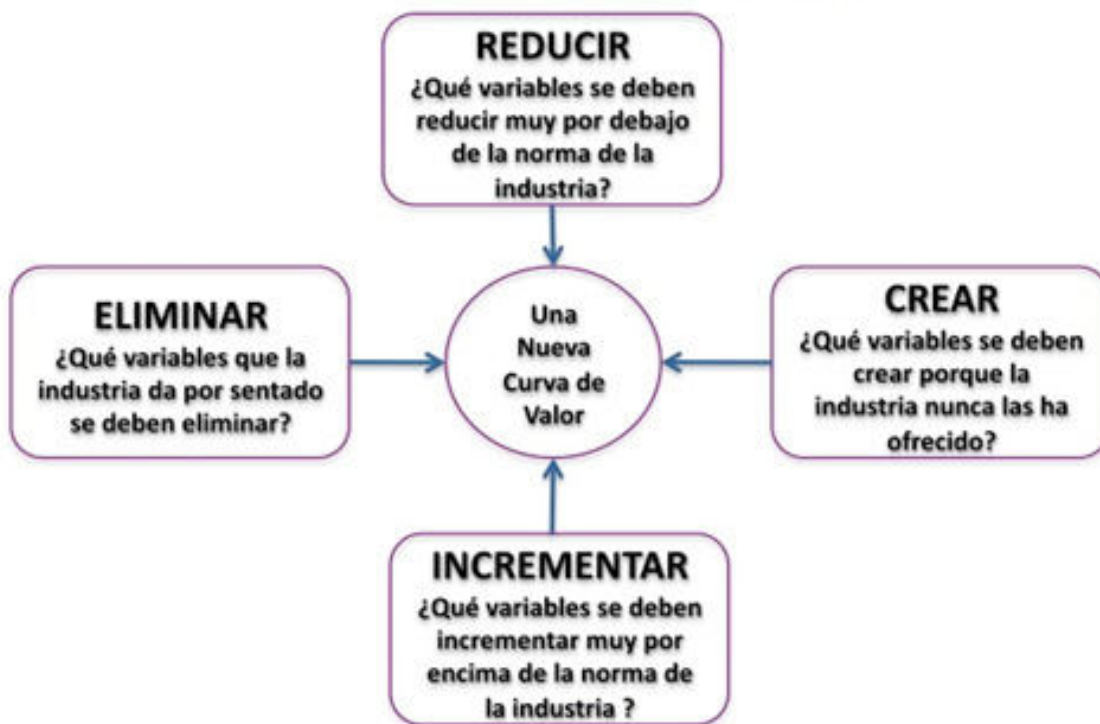 REDUCIR
¿Qué variables se deben
reducir muy por debajo
de la norma de la
industria?
ELIMINAR
¿Qué variables que la
industria da por sentado
se deben eliminar?
Una
Nueva
Curva de
Valor
CREAR
¿Qué variables se deben
crear porque la
industria nunca las ha
ofrecido?
INCREMENTAR
¿Qué variables se deben
incrementar muy por
encima de la norma de
la industria ?